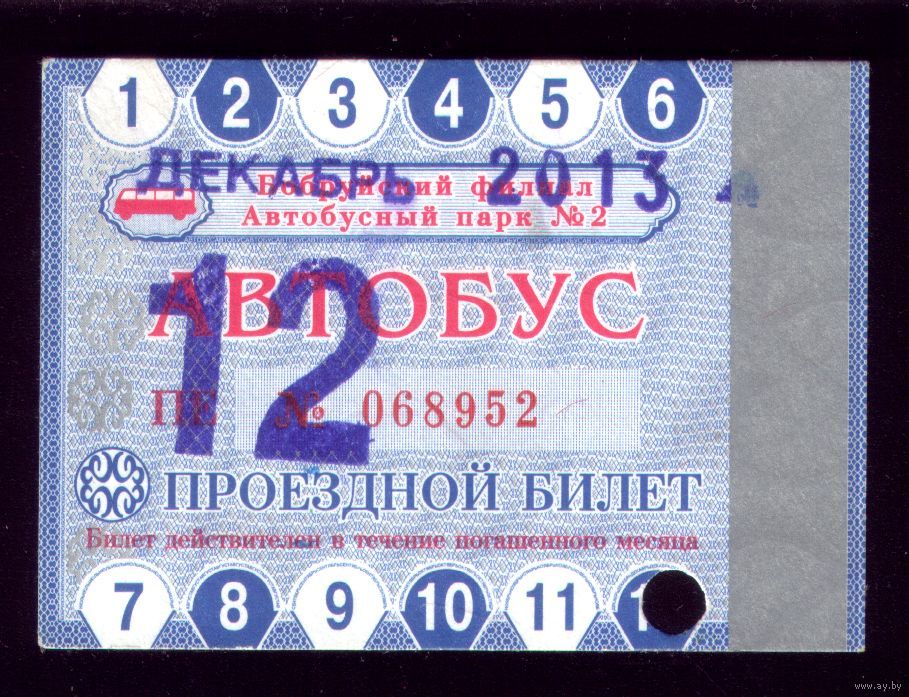 1 2 3 4 5 6
ДЕКАБРЬ 2013
Бобруйский филиал
Автобусный парк №2
АВТОБУС
12
ПЕ № 068952
ПРОЕЗДНОЙ БИЛЕТ
Билет действителен в течение погашенного месяца
7 8 9 10 11
www.ay.by